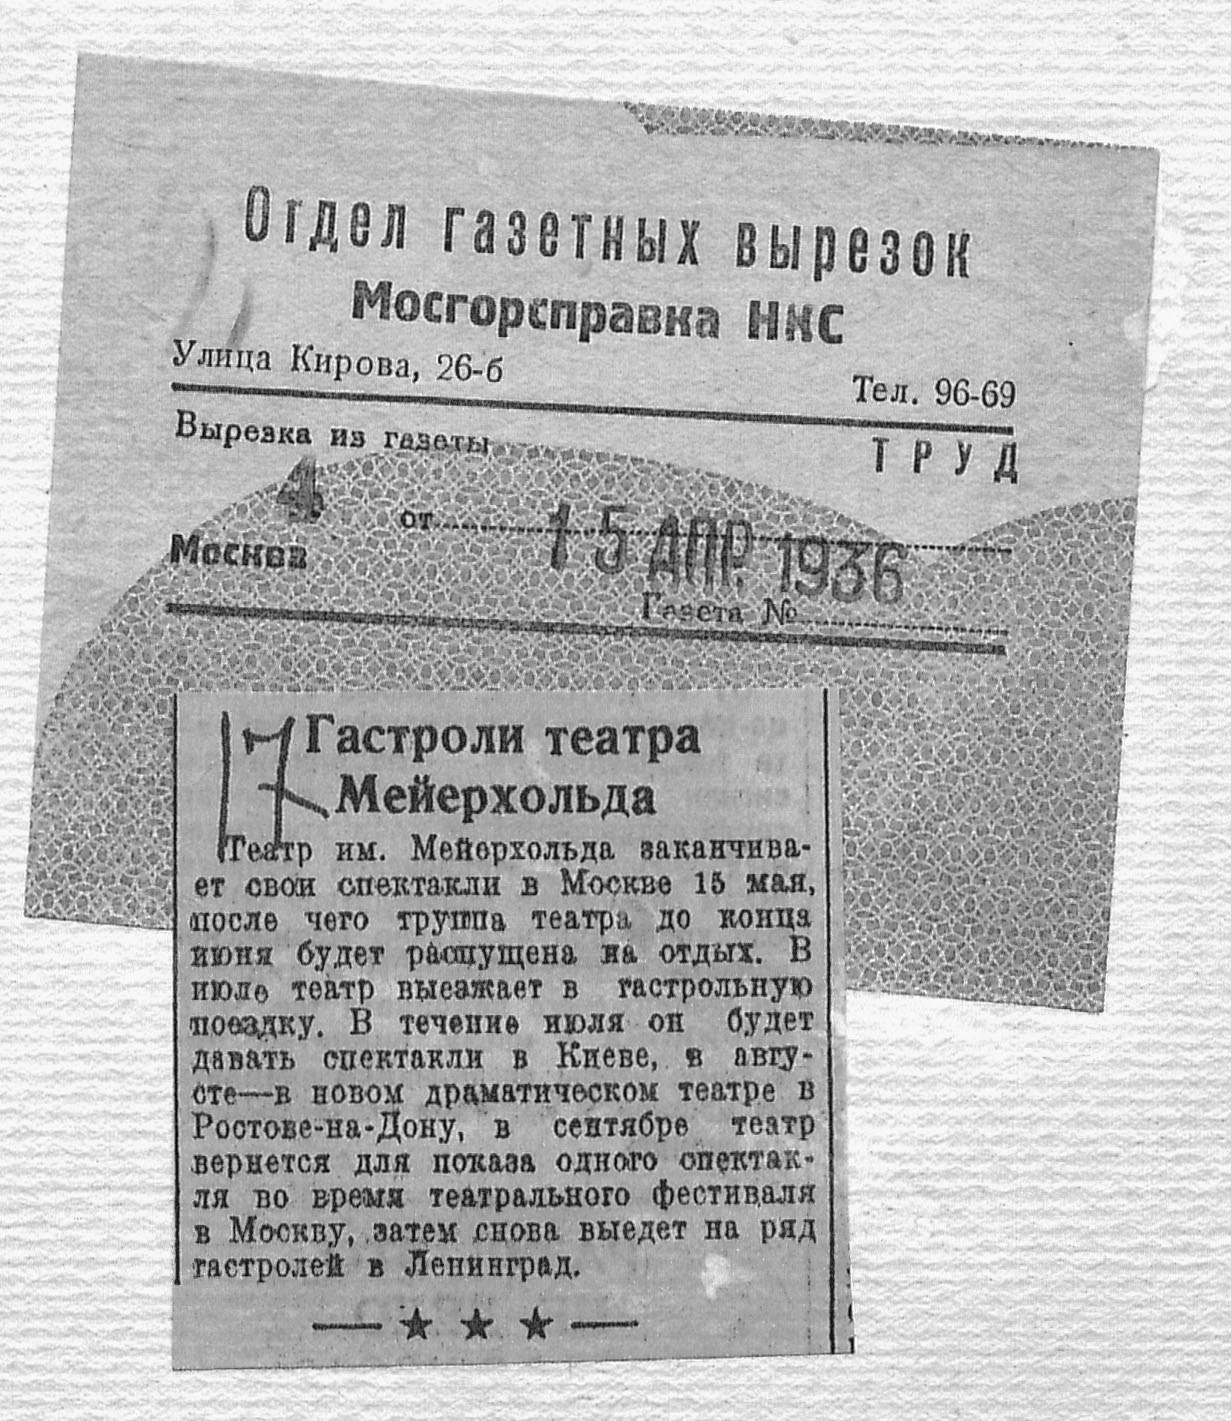 Отдел газетных вырезок
Мосгорсправка НКС
Улица Кирова, 26-б
Тел. 96-69
Вырезка из газеты
ТРУД
4
от
15 АПР. 1936
Москва
Газета №
Гастроли театра
Мейерхольда
Театр им. Мейерхольда заканчива-
ет свои спектакли в Москве 15 мая,
после чего труппа театра до конца
июня будет распущена на отдых. В
июле театр выезжает в гастрольную
поездку. В течение июля он будет
давать спектакли в Киеве, в авгу-
сте—в новом драматическом театре в
Ростове-на-Дону, в сентябре театр
вернется для показа одного спектак-
ля во время театрального фестиваля
в Москву, затем снова выедет на ряд
гастролей в Ленинград.